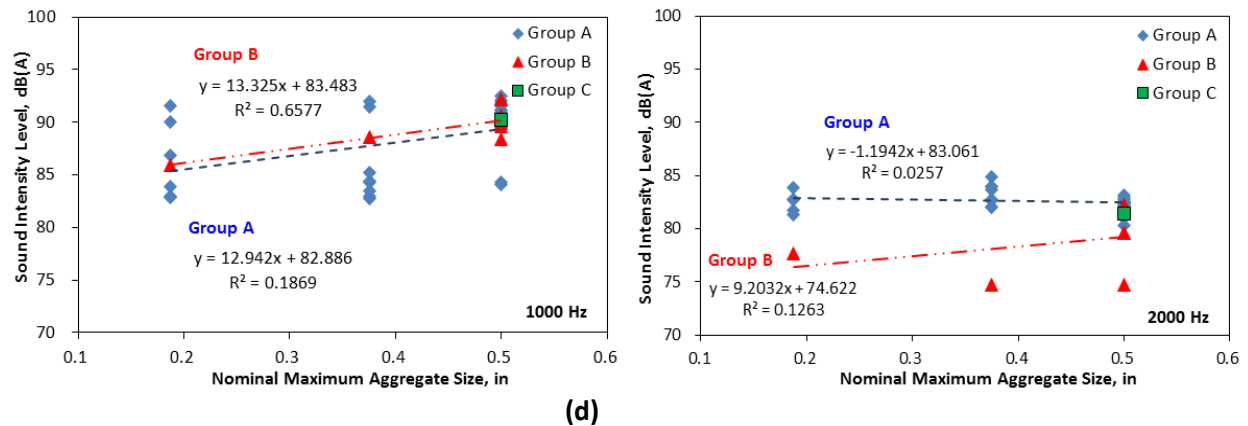 100
95
90
85
80
75
70
Sound Intensity Level, dB(A)
Group B
y = 13.325x + 83.483
R² = 0.6577
Group A
y = 12.942x + 82.886
R² = 0.1869
Group A
Group B
Group C
1000 Hz
0.1
0.2
0.3
0.4
0.5
0.6
Nominal Maximum Aggregate Size, in
100
95
90
85
80
75
70
Sound Intensity Level, dB(A)
Group A
y = -1.1942x + 83.061
R² = 0.0257
Group B
y = 9.2032x + 74.622
R² = 0.1263
Group A
Group B
Group C
2000 Hz
0.1
0.2
0.3
0.4
0.5
0.6
Nominal Maximum Aggregate Size, in
(d)